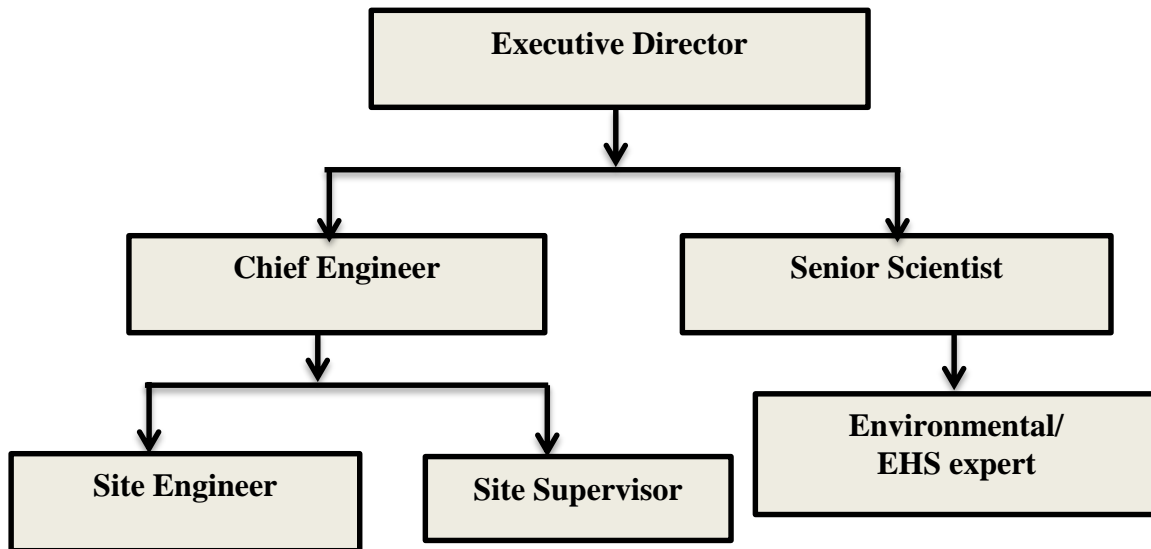 Executive Director
Chief Engineer
Senior Scientist
Environmental/
EHS expert
Site Engineer
Site Supervisor